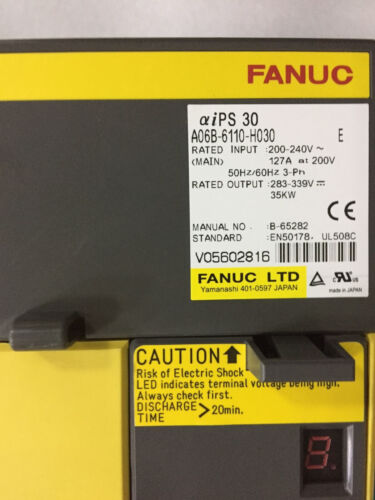 FANUC
αiPS 30
A06B-6110-H030 E
RATED INPUT :200-240V ~
(MAIN) 127A at 200V
50Hz/60Hz 3-Ph
RATED OUTPUT :283-339V ⎓
35KW
CE
MANUAL NO. :B-65282
STANDARD :EN50178, UL508C
V05602816
FANUC LTD
Yamanashi 401-0597 JAPAN
made in JAPAN
CAUTION
Risk of Electric Shock
LED indicates terminal voltage being high.
Always check first.
DISCHARGE TIME >20min.
8.